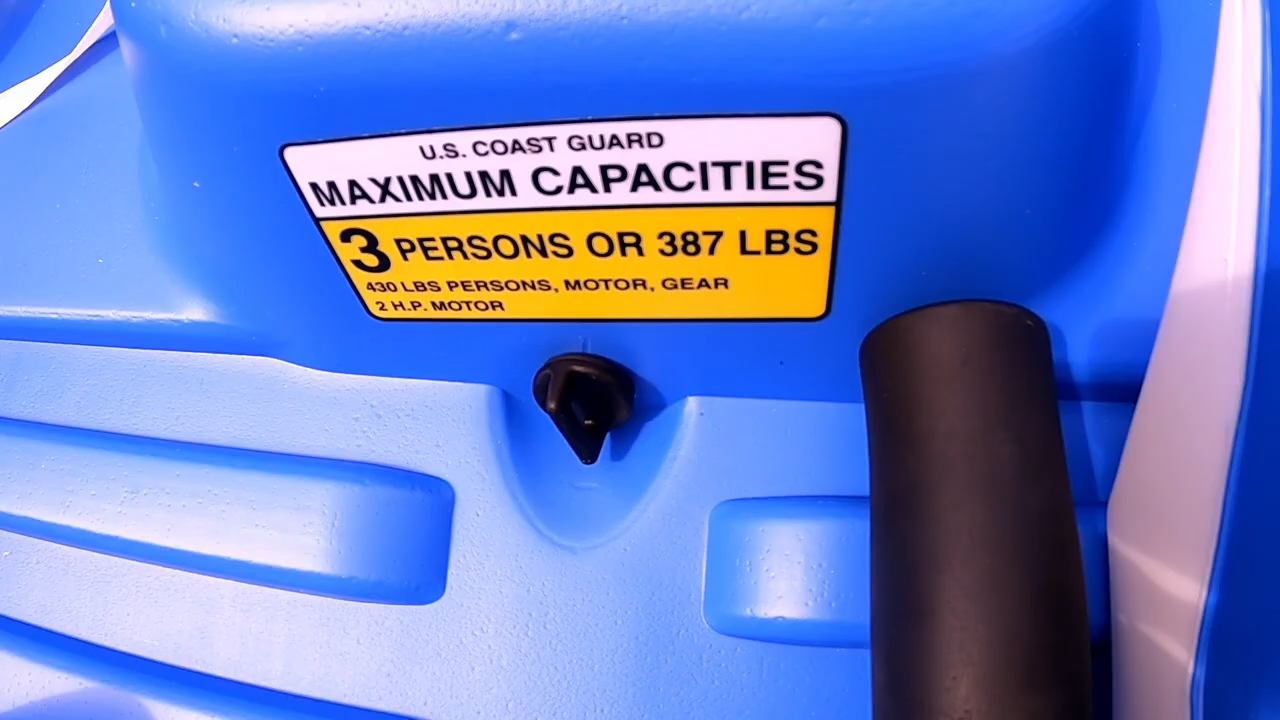 U.S. COAST GUARD
MAXIMUM CAPACITIES
3 PERSONS OR 387 LBS
430 LBS PERSONS, MOTOR, GEAR
2 H.P. MOTOR